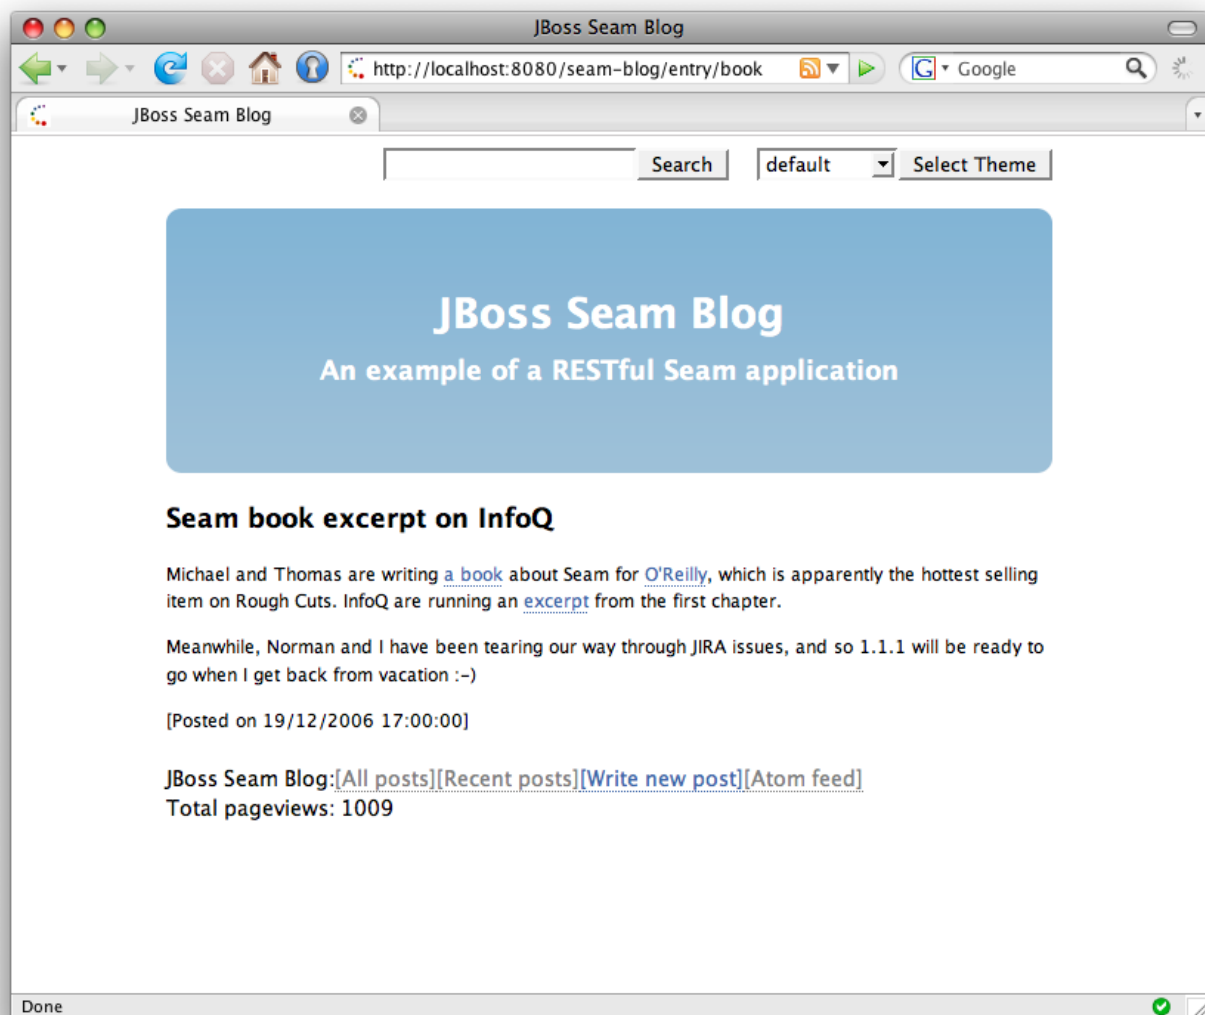 JBoss Seam Blog
http://localhost:8080/seam-blog/entry/book
G Google
JBoss Seam Blog
Search default Select Theme
JBoss Seam Blog
An example of a RESTful Seam application
Seam book excerpt on InfoQ
Michael and Thomas are writing a book about Seam for O'Reilly, which is apparently the hottest selling
item on Rough Cuts. InfoQ are running an excerpt from the first chapter.
Meanwhile, Norman and I have been tearing our way through JIRA issues, and so 1.1.1 will be ready to
go when I get back from vacation :-)
[Posted on 19/12/2006 17:00:00]
JBoss Seam Blog:[All posts][Recent posts][Write new post][Atom feed]
Total pageviews: 1009
Done